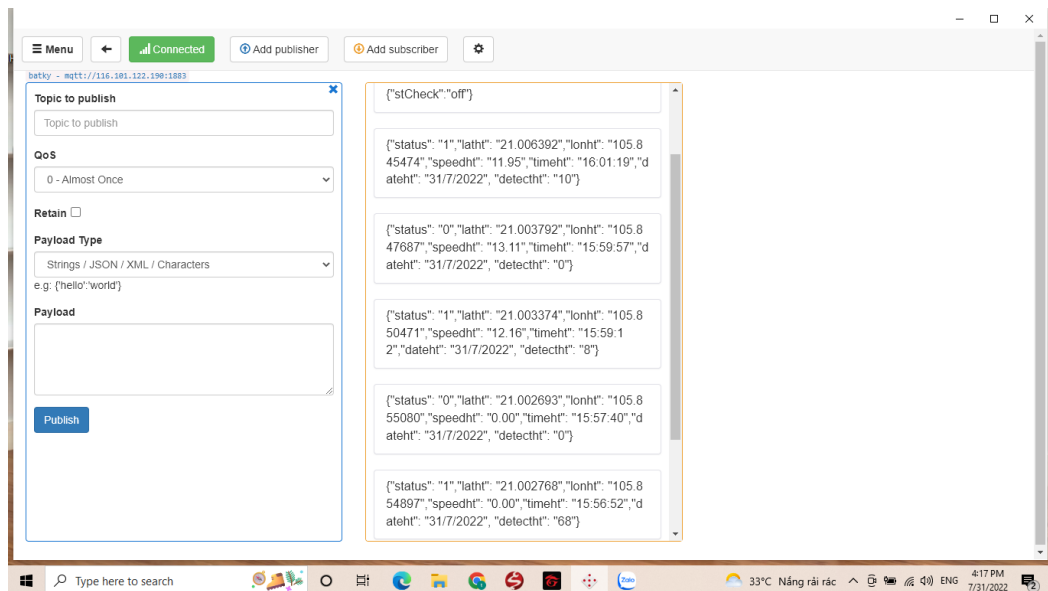 Menu
Connected
Add publisher
Add subscriber
batky - mqtt://116.101.122.190:1883
Topic to publish
Topic to publish
QoS
0 - Almost Once
Retain
Payload Type
Strings / JSON / XML / Characters
e.g: {'hello':'world'}
Payload
Publish
{"stCheck":"off"}
{"status": "1","latht": "21.006392","lonht": "105.8
45474","speedht": "11.95","timeht": "16:01:19","d
ateht": "31/7/2022", "detectht": "10"}
{"status": "0","latht": "21.003792","lonht": "105.8
47687","speedht": "13.11","timeht": "15:59:57","d
ateht": "31/7/2022", "detectht": "0"}
{"status": "1","latht": "21.003374","lonht": "105.8
50471","speedht": "12.16","timeht": "15:59:1
2","dateht": "31/7/2022", "detectht": "8"}
{"status": "0","latht": "21.002693","lonht": "105.8
55080","speedht": "0.00","timeht": "15:57:40","d
ateht": "31/7/2022", "detectht": "0"}
{"status": "1","latht": "21.002768","lonht": "105.8
54897","speedht": "0.00","timeht": "15:56:52","d
ateht": "31/7/2022", "detectht": "68"}
Type here to search
Zalo
33°C Nắng rải rác
ENG
4:17 PM
7/31/2022
2